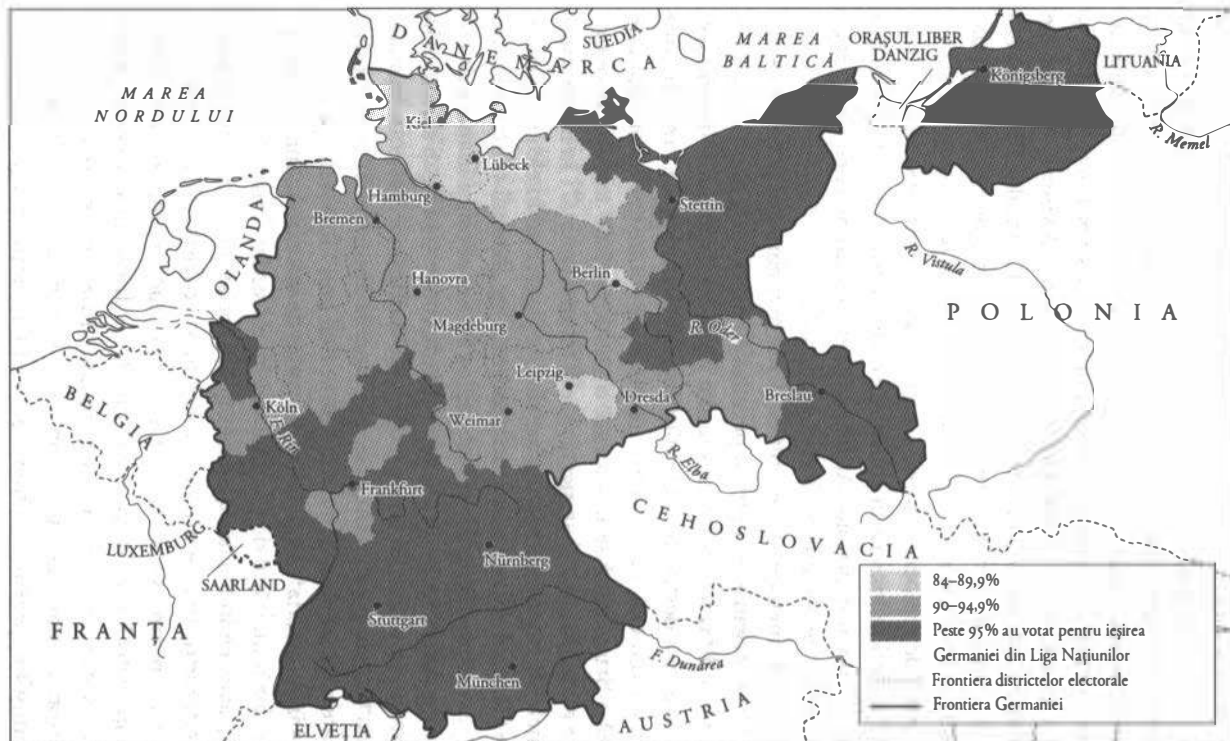 DANEMARCA
SUEDIA
MAREA
BALTICĂ
ORAȘUL LIBER
DANZIG
LITUANIA
Königsberg
R. Memel
MAREA
NORDULUI
Kiel
Lübeck
Hamburg
Bremen
Stettin
OLANDA
Hanovra
Berlin
R. Vistula
POLONIA
Magdeburg
R. Oder
Leipzig
Dresda
Breslau
BELGIA
Köln
F. Rin
Weimar
R. Elba
Frankfurt
CEHOSLOVACIA
LUXEMBURG
SAARLAND
Nürnberg
FRANȚA
Stuttgart
F. Dunărea
München
AUSTRIA
ELVEȚIA
84–89,9%
90–94,9%
Peste 95% au votat pentru ieșirea
Germaniei din Liga Națiunilor
Frontiera districtelor electorale
Frontiera Germaniei